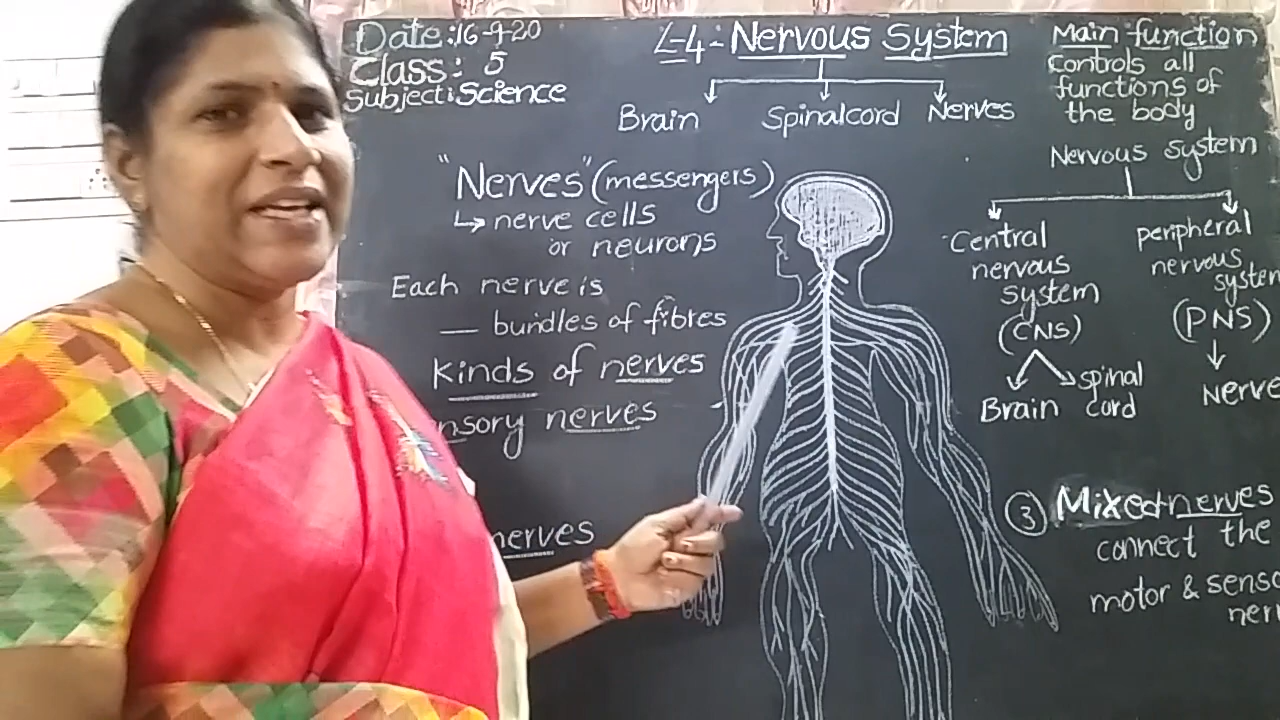 Date:16-9-20
Class: 5
Subject: Science
L-4:- Nervous System
Brain Spinalcord Nerves
"Nerves" (messengers)
↳ nerve cells
or neurons
Each nerve is
— bundles of fibres
Kinds of nerves
nsory nerves
nerves
Main function
Controls all
functions of
the body
Nervous system
Central
nervous
system
(CNS)
Brain spinal
cord
peripheral
nervous
system
(PNS)
Nerve
③ Mixed nerves
connect the
motor & senso
ner